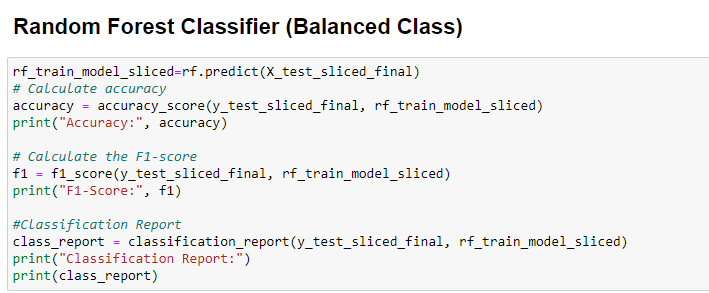 Random Forest Classifier (Balanced Class)
rf_train_model_sliced=rf.predict(X_test_sliced_final)
# Calculate accuracy
accuracy = accuracy_score(y_test_sliced_final, rf_train_model_sliced)
print("Accuracy:", accuracy)
# Calculate the F1-score
f1 = f1_score(y_test_sliced_final, rf_train_model_sliced)
print("F1-Score:", f1)
#Classification Report
class_report = classification_report(y_test_sliced_final, rf_train_model_sliced)
print("Classification Report:")
print(class_report)